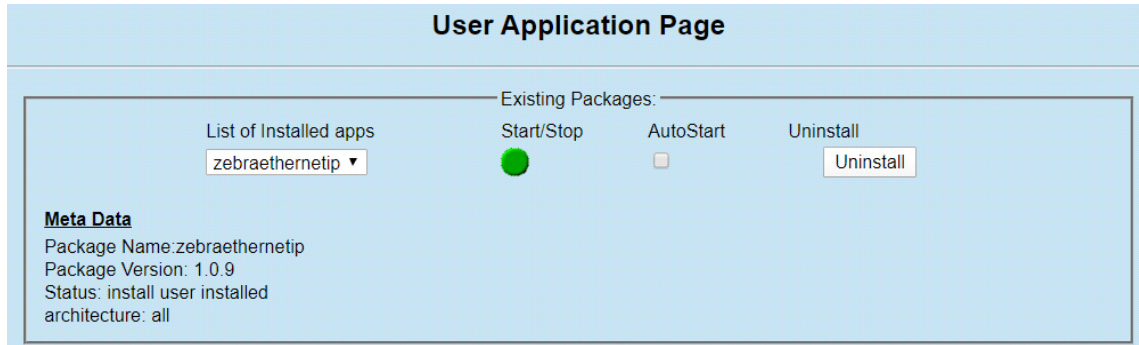 User Application Page
Existing Packages:
List of Installed apps Start/Stop AutoStart Uninstall
zebraethernetip Uninstall
Meta Data
Package Name:zebraethernetip
Package Version: 1.0.9
Status: install user installed
architecture: all